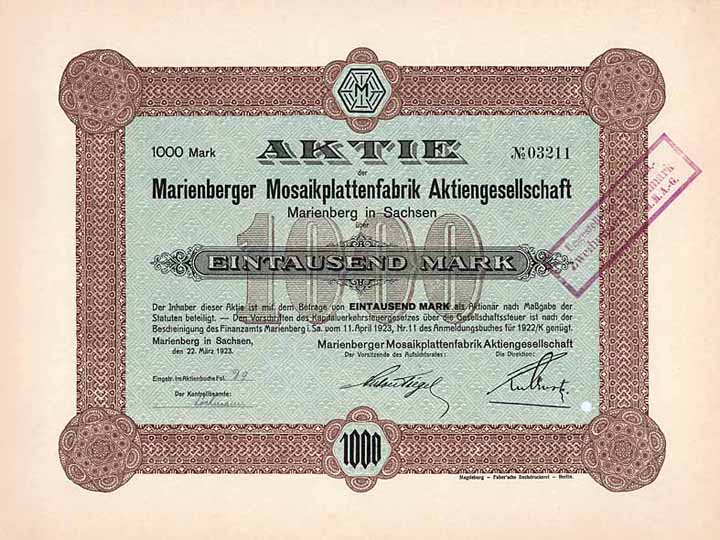 M
1000 Mark
AKTIE
№ 03211
der
Marienberger Mosaikplattenfabrik Aktiengesellschaft
Marienberg in Sachsen
über
1000
EINTAUSEND MARK
Der Inhaber dieser Aktie ist mit dem Betrage von EINTAUSEND MARK als Aktionär nach Maßgabe der
Statuten beteiligt. — Den Vorschriften des Kapitalverkehrsteuergesetzes über die Gesellschaftssteuer ist nach der
Bescheinigung des Finanzamts Marienberg i. Sa. vom 11. April 1923, Nr. 11 des Anmeldungsbuches für 1922/K genügt.
Marienberg in Sachsen,
den 22. März 1923.
Marienberger Mosaikplattenfabrik Aktiengesellschaft
Der Vorsitzende des Aufsichtsrates:
Die Direktion:
Eingetr. im Aktienbuche Fol. 99
Der Kontrollbeamte:
1000
Magdeburg — Faber'sche Buchdruckerei — Berlin.